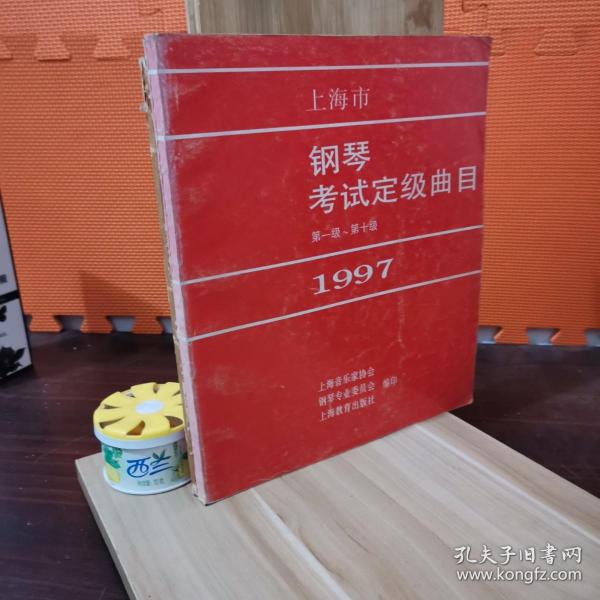 上海市
钢琴
考试定级曲目
第一级~第十级
1997
上海音乐家协会
钢琴专业委员会 编印
上海教育出版社
西兰
孔夫子旧书网
www.kongfz.com